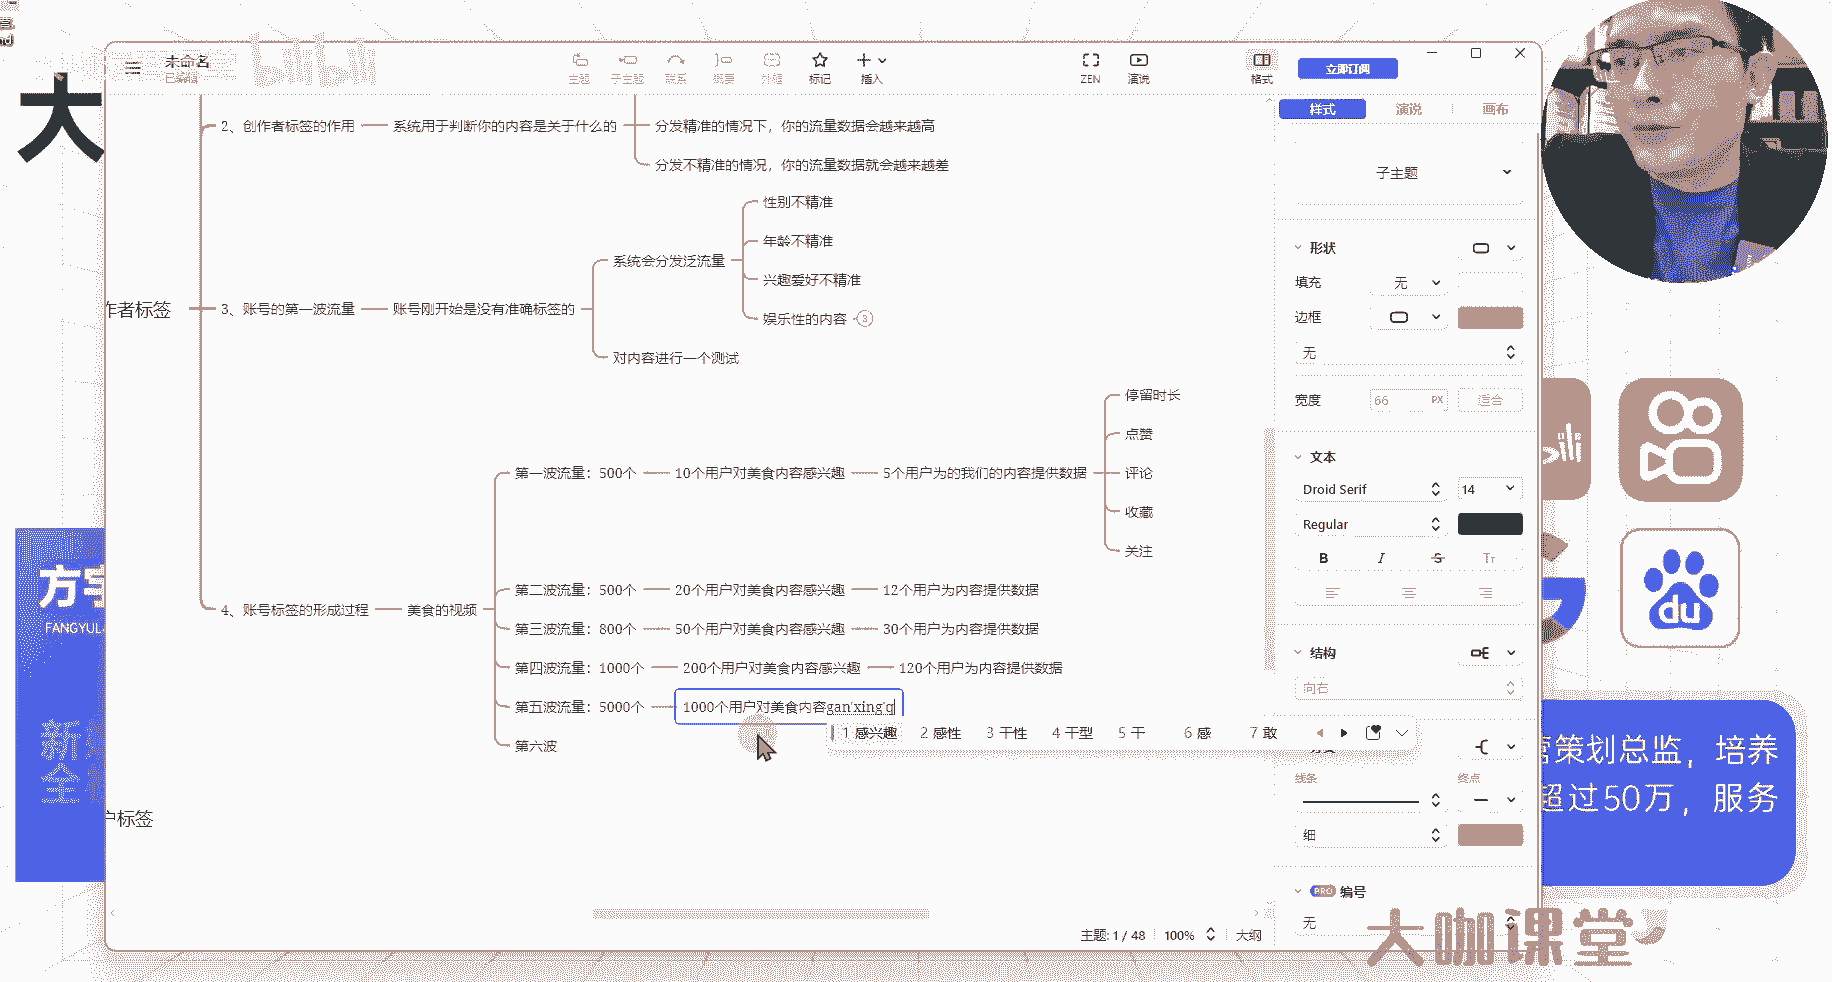 大
未命名
已编辑
bilibili
主题
子主题
联系
概要
外框
标记
插入
ZEN
演说
格式
立即订阅
样式
演说
画布
2、创作者标签的作用
系统用于判断你的内容是关于什么的
分发精准的情况下，你的流量数据会越来越高
分发不精准的情况，你的流量数据就会越来越差
作者标签
3、账号的第一波流量
账号刚开始是没有准确标签的
系统会分发泛流量
性别不精准
年龄不精准
兴趣爱好不精准
娱乐性的内容
3
对内容进行一个测试
4、账号标签的形成过程
美食的视频
第一波流量：500个
10个用户对美食内容感兴趣
5个用户为的我们的内容提供数据
停留时长
点赞
评论
收藏
关注
第二波流量：500个
20个用户对美食内容感兴趣
12个用户为内容提供数据
第三波流量：800个
50个用户对美食内容感兴趣
30个用户为内容提供数据
第四波流量：1000个
200个用户对美食内容感兴趣
120个用户为内容提供数据
第五波流量：5000个
1000个用户对美食内容gan'xing'q
1 感兴趣 2 感性 3 干性 4 干型 5 干 6 感 7 敢
第六波
户标签
子主题
形状
填充
无
边框
无
宽度
66 PX
适合
文本
Droid Serif
14
Regular
B I S Tr
结构
向右
线条
终点
细
PRO 编号
无
主题: 1 / 48
100%
大纲
方宇
FANGYUL
新
全
du
策划总监，培养
超过50万，服务
大咖课堂